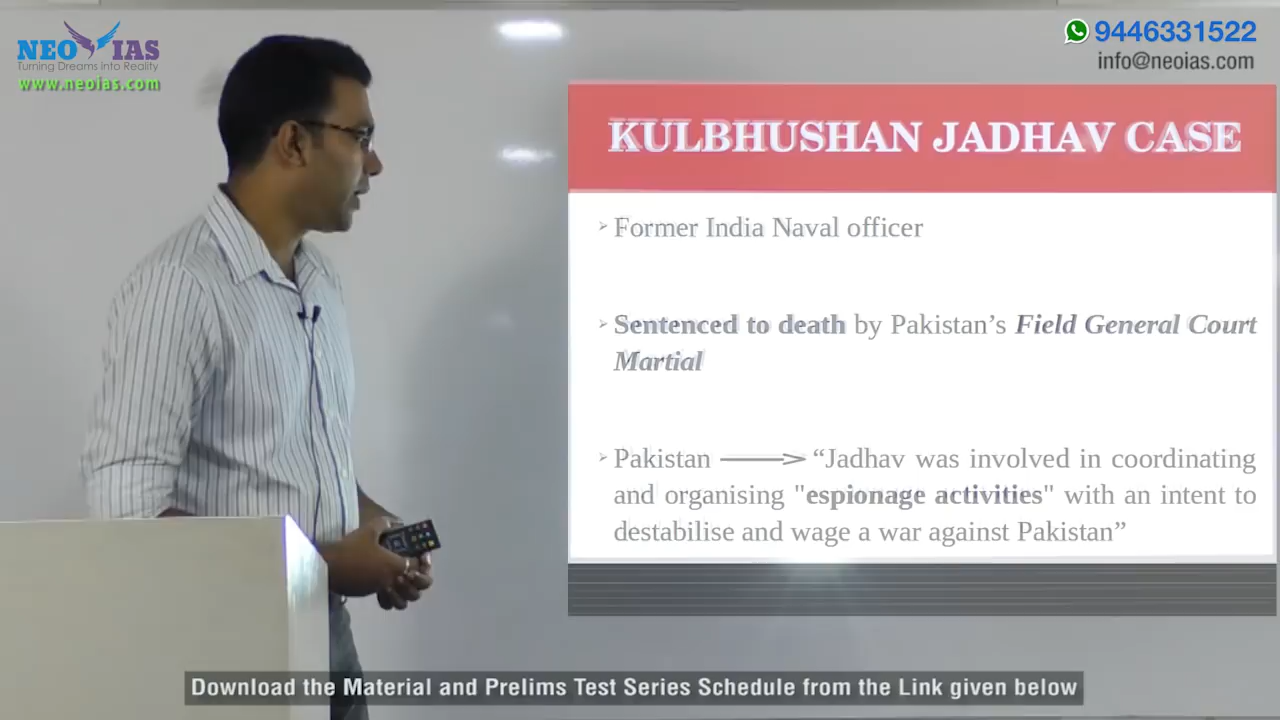 NEO IAS
Turning Dreams into Reality
www.neoias.com
9446331522
info@neoias.com
KULBHUSHAN JADHAV CASE
Former India Naval officer
Sentenced to death by Pakistan’s Field General Court
Martial
Pakistan “Jadhav was involved in coordinating
and organising "espionage activities" with an intent to
destabilise and wage a war against Pakistan”
Download the Material and Prelims Test Series Schedule from the Link given below